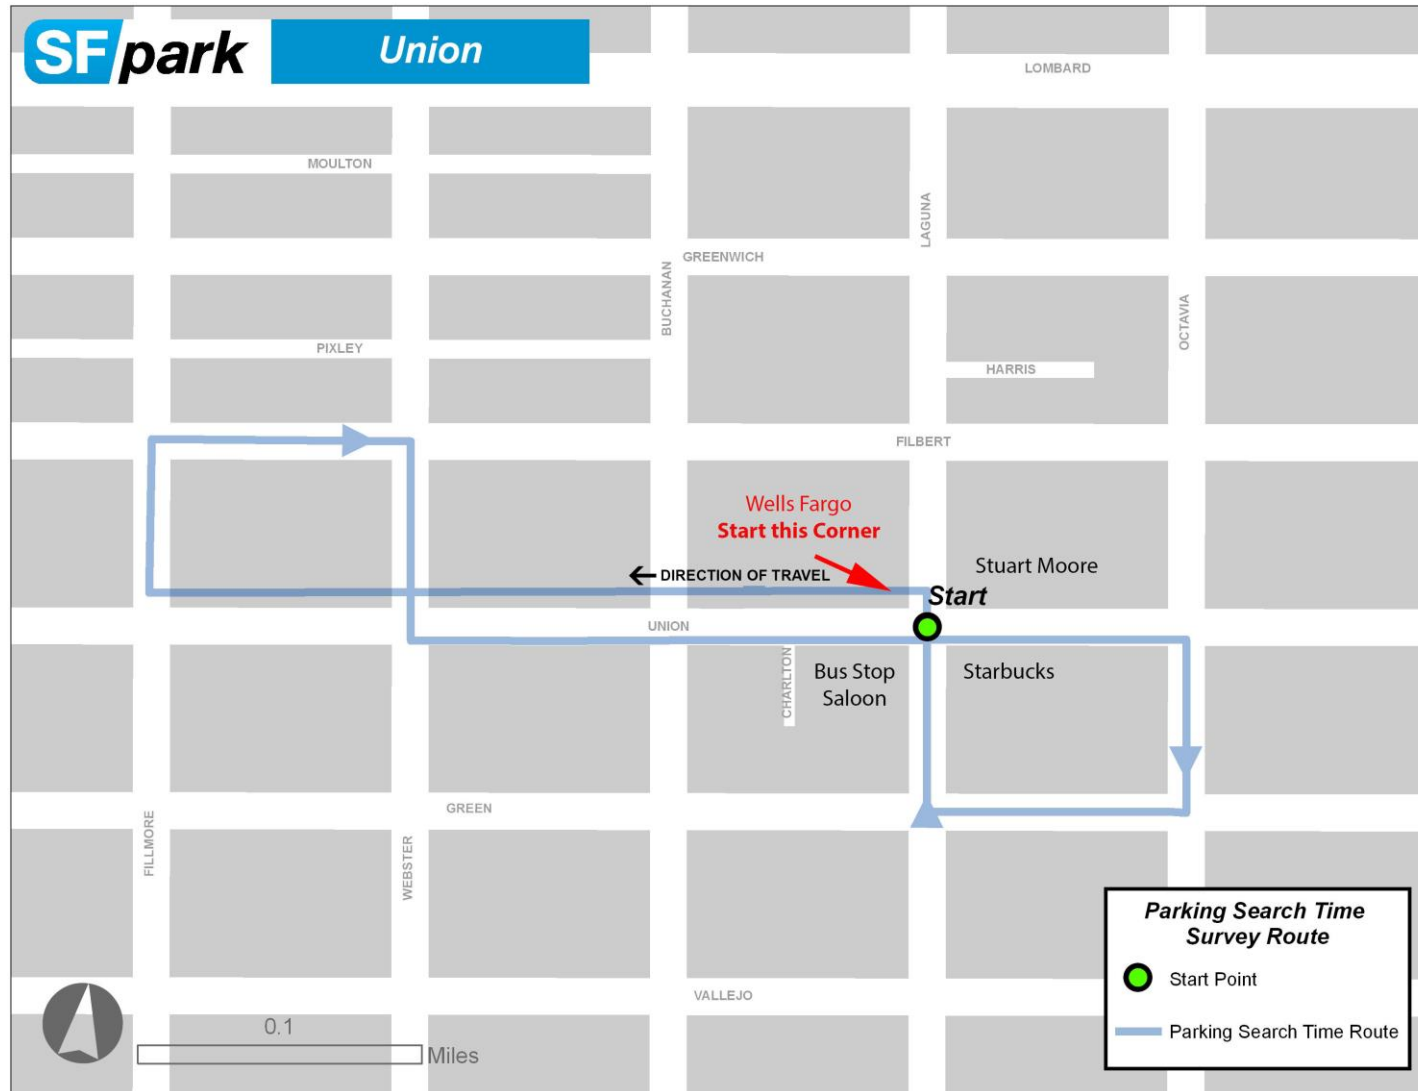 SFpark
Union
LOMBARD
MOULTON
LAGUNA
GREENWICH
BUCHANAN
OCTAVIA
PIXLEY
HARRIS
FILBERT
Wells Fargo
Start this Corner
Stuart Moore
DIRECTION OF TRAVEL
Start
UNION
CHARLTON
Bus Stop
Saloon
Starbucks
GREEN
FILLMORE
WEBSTER
Parking Search Time
Survey Route
Start Point
Parking Search Time Route
VALLEJO
0.1
Miles